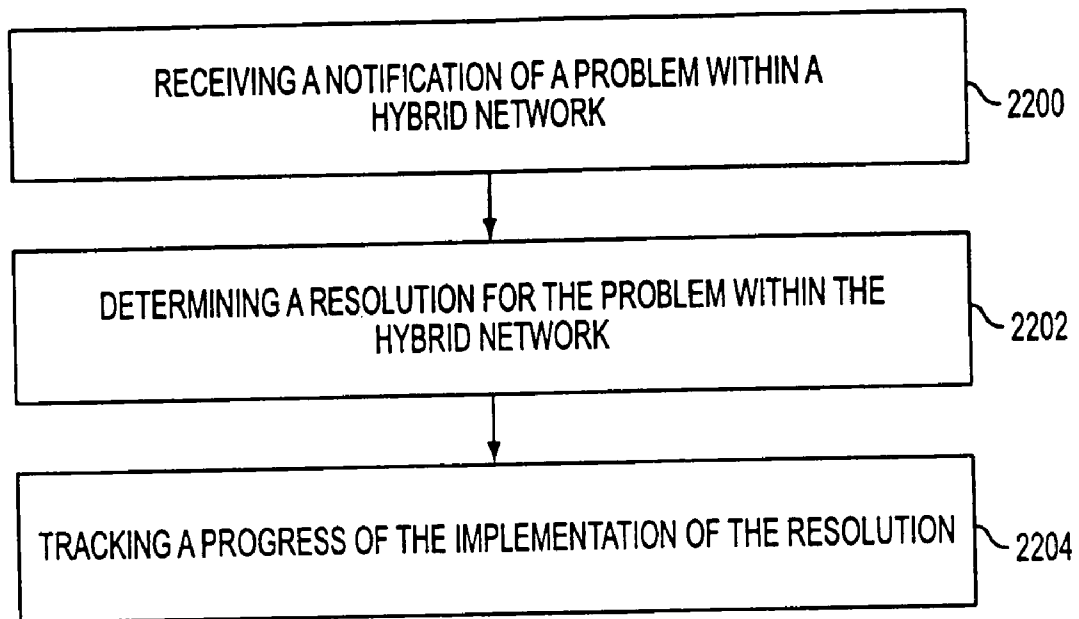 RECEIVING A NOTIFICATION OF A PROBLEM WITHIN A
HYBRID NETWORK
2200
DETERMINING A RESOLUTION FOR THE PROBLEM WITHIN THE
HYBRID NETWORK
2202
TRACKING A PROGRESS OF THE IMPLEMENTATION OF THE RESOLUTION
2204